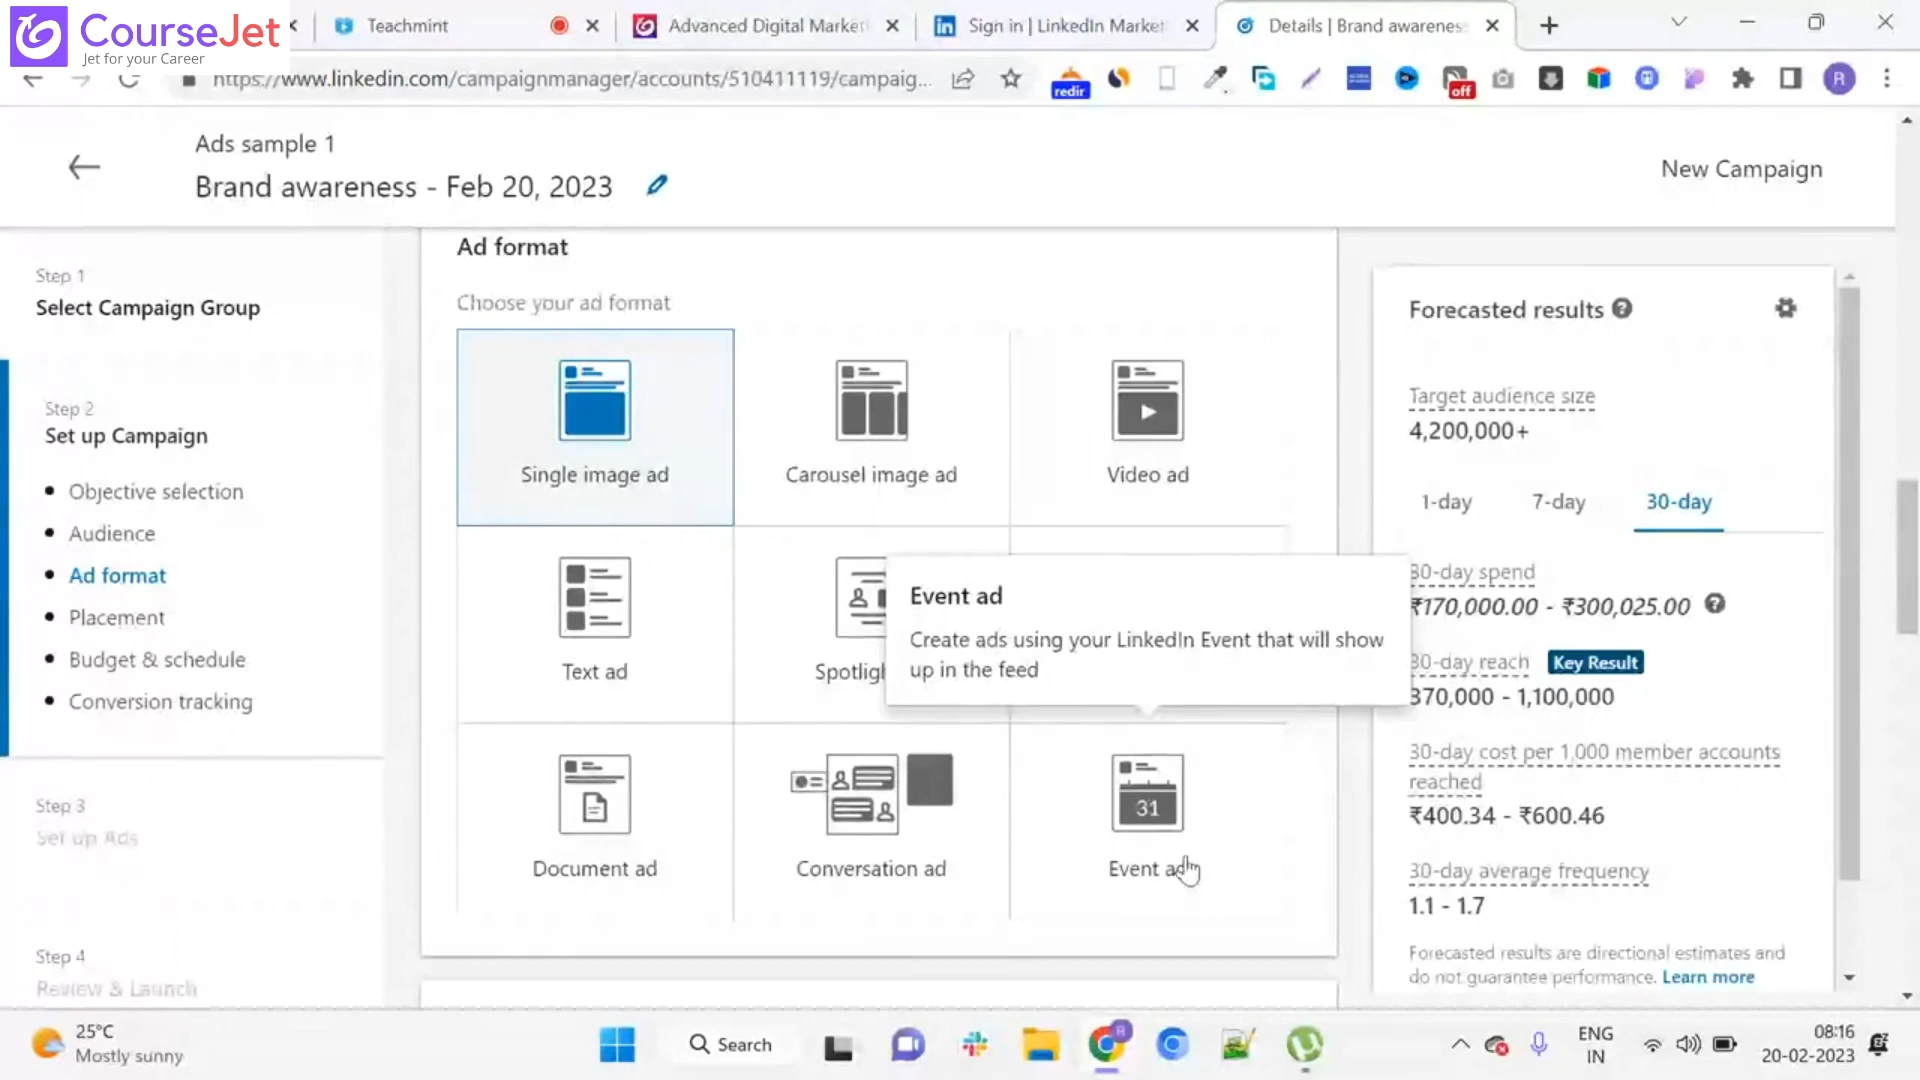 CourseJet
Jet for your Career
Teachmint
Advanced Digital Market
Sign in | LinkedIn Market
Details | Brand awareness
https://www.linkedin.com/campaignmanager/accounts/510411119/campaig...
redir
off
R
Ads sample 1
Brand awareness - Feb 20, 2023
New Campaign
Step 1
Select Campaign Group
Step 2
Set up Campaign
Objective selection
Audience
Ad format
Placement
Budget & schedule
Conversion tracking
Step 3
Set up Ads
Step 4
Review & Launch
Ad format
Choose your ad format
Single image ad
Carousel image ad
Video ad
Text ad
Spotligh
Event ad
Create ads using your LinkedIn Event that will show
up in the feed
Document ad
Conversation ad
31
Event ad
Forecasted results
Target audience size
4,200,000+
1-day
7-day
30-day
30-day spend
₹170,000.00 - ₹300,025.00
30-day reach
Key Result
370,000 - 1,100,000
30-day cost per 1,000 member accounts
reached
₹400.34 - ₹600.46
30-day average frequency
1.1 - 1.7
Forecasted results are directional estimates and
do not guarantee performance. Learn more
25°C
Mostly sunny
Search
ENG
IN
08:16
20-02-2023